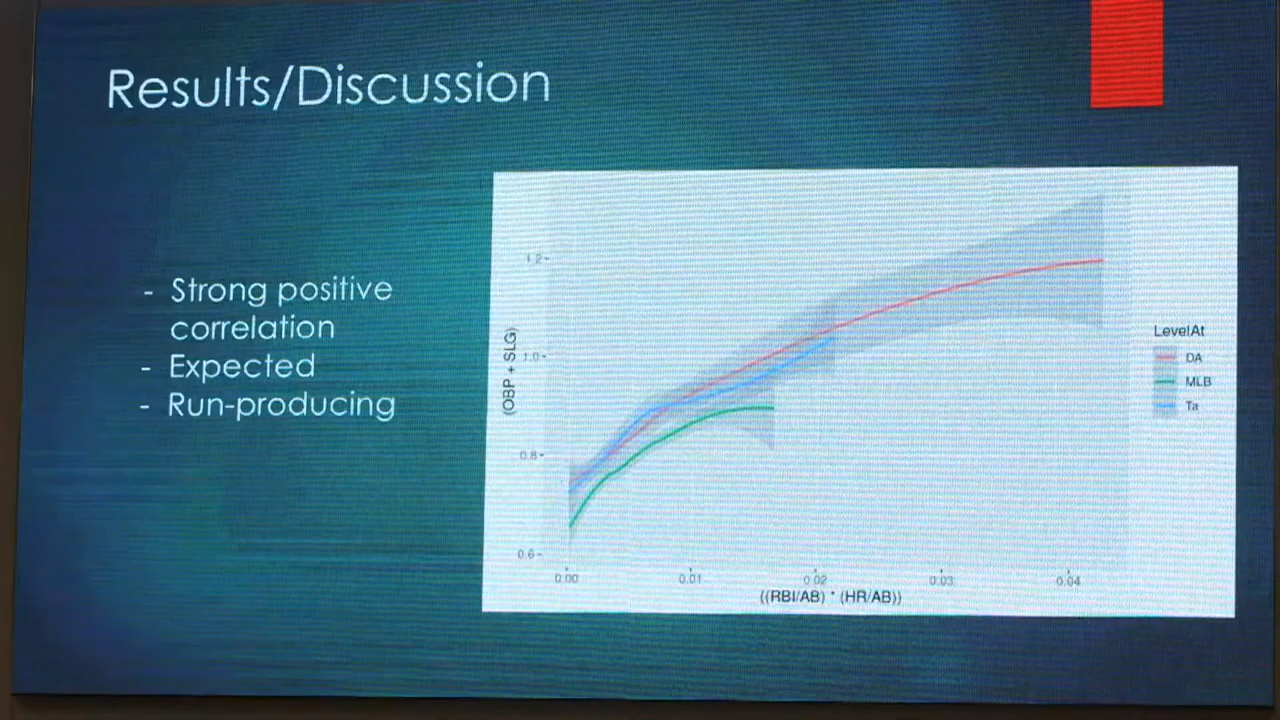 Results/Discussion
- Strong positive
correlation
- Expected
- Run-producing
(OBP + SLG)
1.2
1.0
0.8
0.6
0.00
0.01
0.02
0.03
0.04
((RBI/AB) * (HR/AB))
LevelAt
DA
MLB
Ta